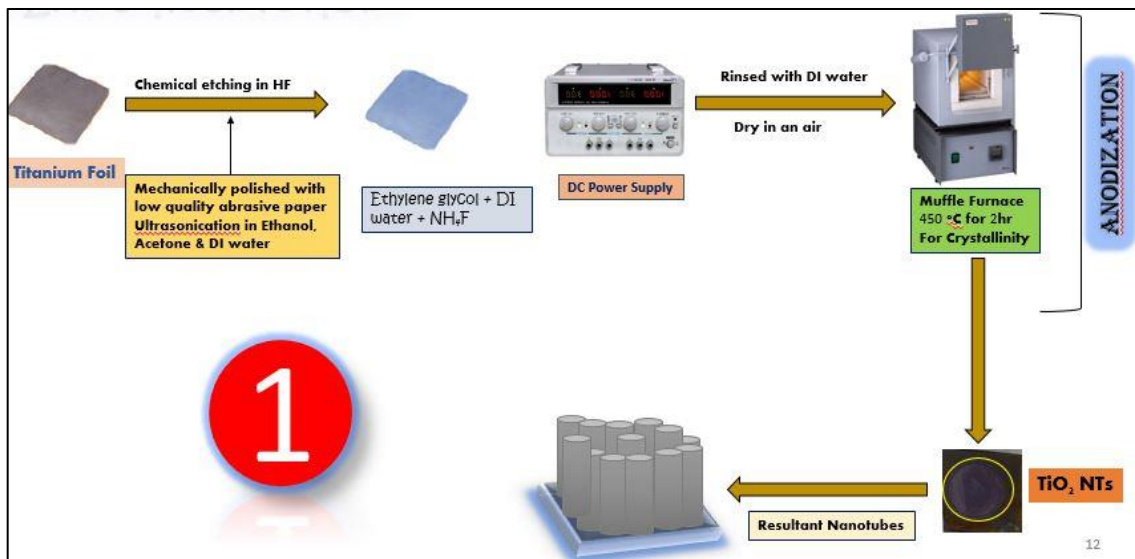 Chemical etching in HF
Titanium Foil
Mechanically polished with
low quality abrasive paper
Ultrasonication in Ethanol,
Acetone & DI water
Ethylene glycol + DI
water + NH₄F
DC Power Supply
Rinsed with DI water
Dry in an air
Muffle Furnace
450 °C for 2hr
For Crystallinity
ANODIZATION
1
TiO₂ NTs
Resultant Nanotubes
12